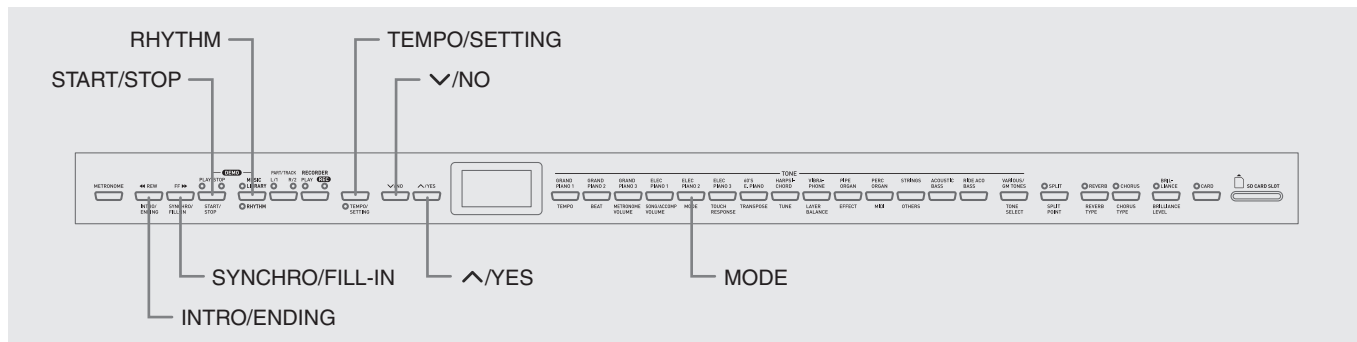 RHYTHM
TEMPO/SETTING
START/STOP
∨/NO
TONE
DEMO
PART/TRACK RECORDER
METRONOME
◀◀ REW
FF ▶▶
PLAY/STOP
MUSIC LIBRARY
L/1
R/2
PLAY
REC
∨/NO
∧/YES
GRAND PIANO 1
GRAND PIANO 2
GRAND PIANO 3
ELEC PIANO 1
ELEC PIANO 2
ELEC PIANO 3
60'S E. PIANO
HARPSI-CHORD
VIBRA-PHONE
PIPE ORGAN
PERC ORGAN
STRINGS
ACOUSTIC BASS
RIDE ACO BASS
VARIOUS/GM TONES
SPLIT
REVERB
CHORUS
BRIL-LIANCE
CARD
SD CARD SLOT
INTRO/ENDING
SYNCHRO/FILL-IN
START/STOP
RHYTHM
TEMPO/SETTING
TEMPO
BEAT
METRONOME VOLUME
SONG/ACCOMP VOLUME
MODE
TOUCH RESPONSE
TRANSPOSE
TUNE
LAYER BALANCE
EFFECT
MIDI
OTHERS
TONE SELECT
SPLIT POINT
REVERB TYPE
CHORUS TYPE
BRILLIANCE LEVEL
SYNCHRO/FILL-IN
∧/YES
MODE
INTRO/ENDING